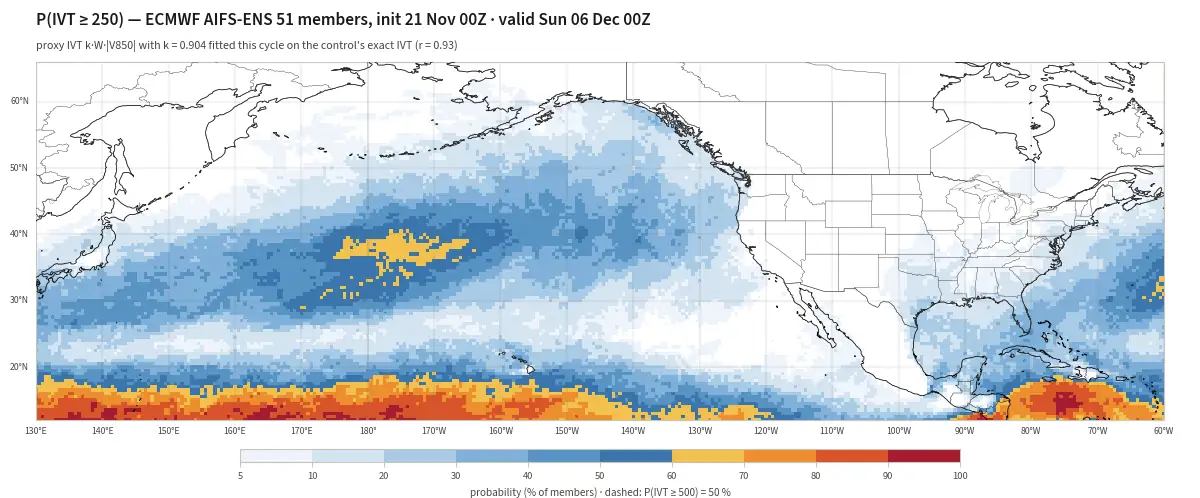 P(IVT ≥ 250) — ECMWF AIFS-ENS 51 members, init 21 Nov 00Z · valid Sun 06 Dec 00Z
proxy IVT k·W·|V850| with k = 0.904 fitted this cycle on the control's exact IVT (r = 0.93)
60°N
50°N
40°N
30°N
20°N
130°E 140°E 150°E 160°E 170°E 180° 170°W 160°W 150°W 140°W 130°W 120°W 110°W 100°W 90°W 80°W 70°W 60°W
5 10 20 30 40 50 60 70 80 90 100
probability (% of members) · dashed: P(IVT ≥ 500) = 50 %